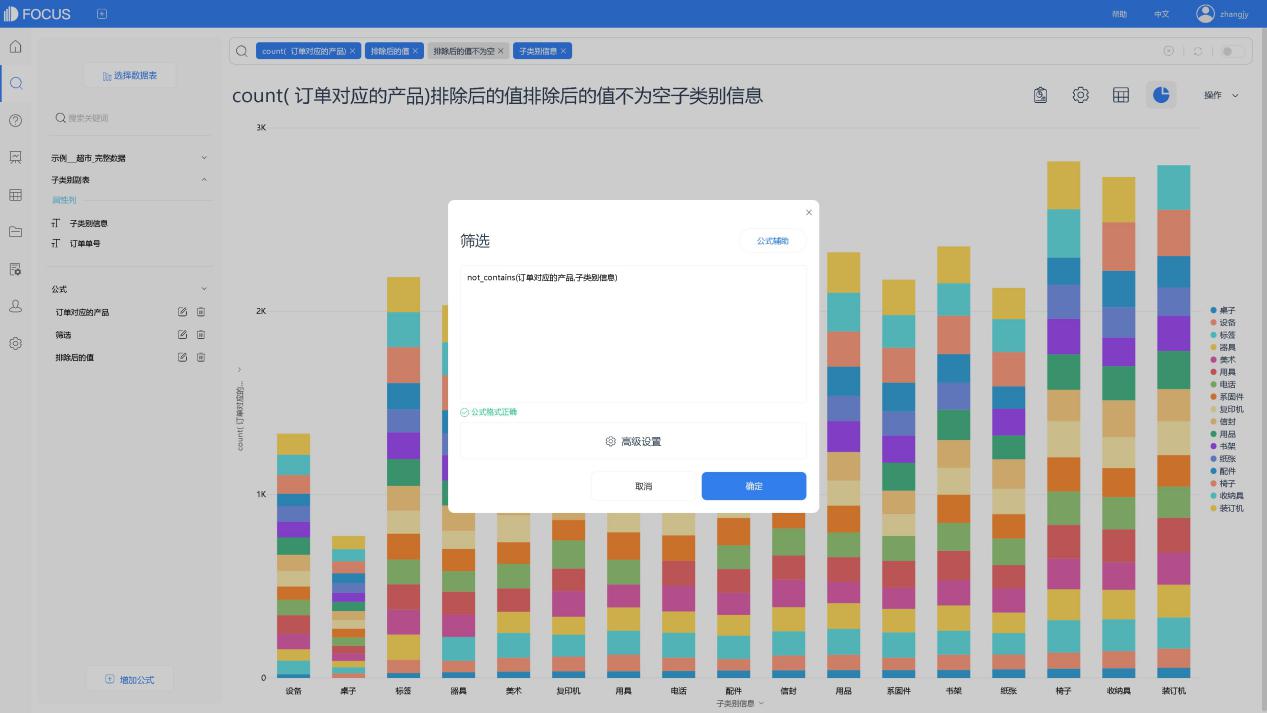 FOCUS
帮助
中文
zhangjy
选择数据表
搜索关键词
示例__超市_完整数据
子类别副表
属性列
子类别信息
订单单号
公式
订单对应的产品
筛选
排除后的值
增加公式
count( 订单对应的产品)
排除后的值
排除后的值不为空
子类别信息
count( 订单对应的产品)排除后的值排除后的值不为空子类别信息
操作
3K
2K
1K
0
count( 订单对应的...
设备
桌子
标签
器具
美术
复印机
用具
电话
配件
信封
用品
系固件
书架
纸张
椅子
收纳具
装订机
子类别信息
桌子
设备
标签
器具
美术
用具
电话
系固件
复印机
信封
用品
书架
纸张
配件
椅子
收纳具
装订机
筛选
公式辅助
not_contains(订单对应的产品,子类别信息)
公式格式正确
高级设置
取消
确定